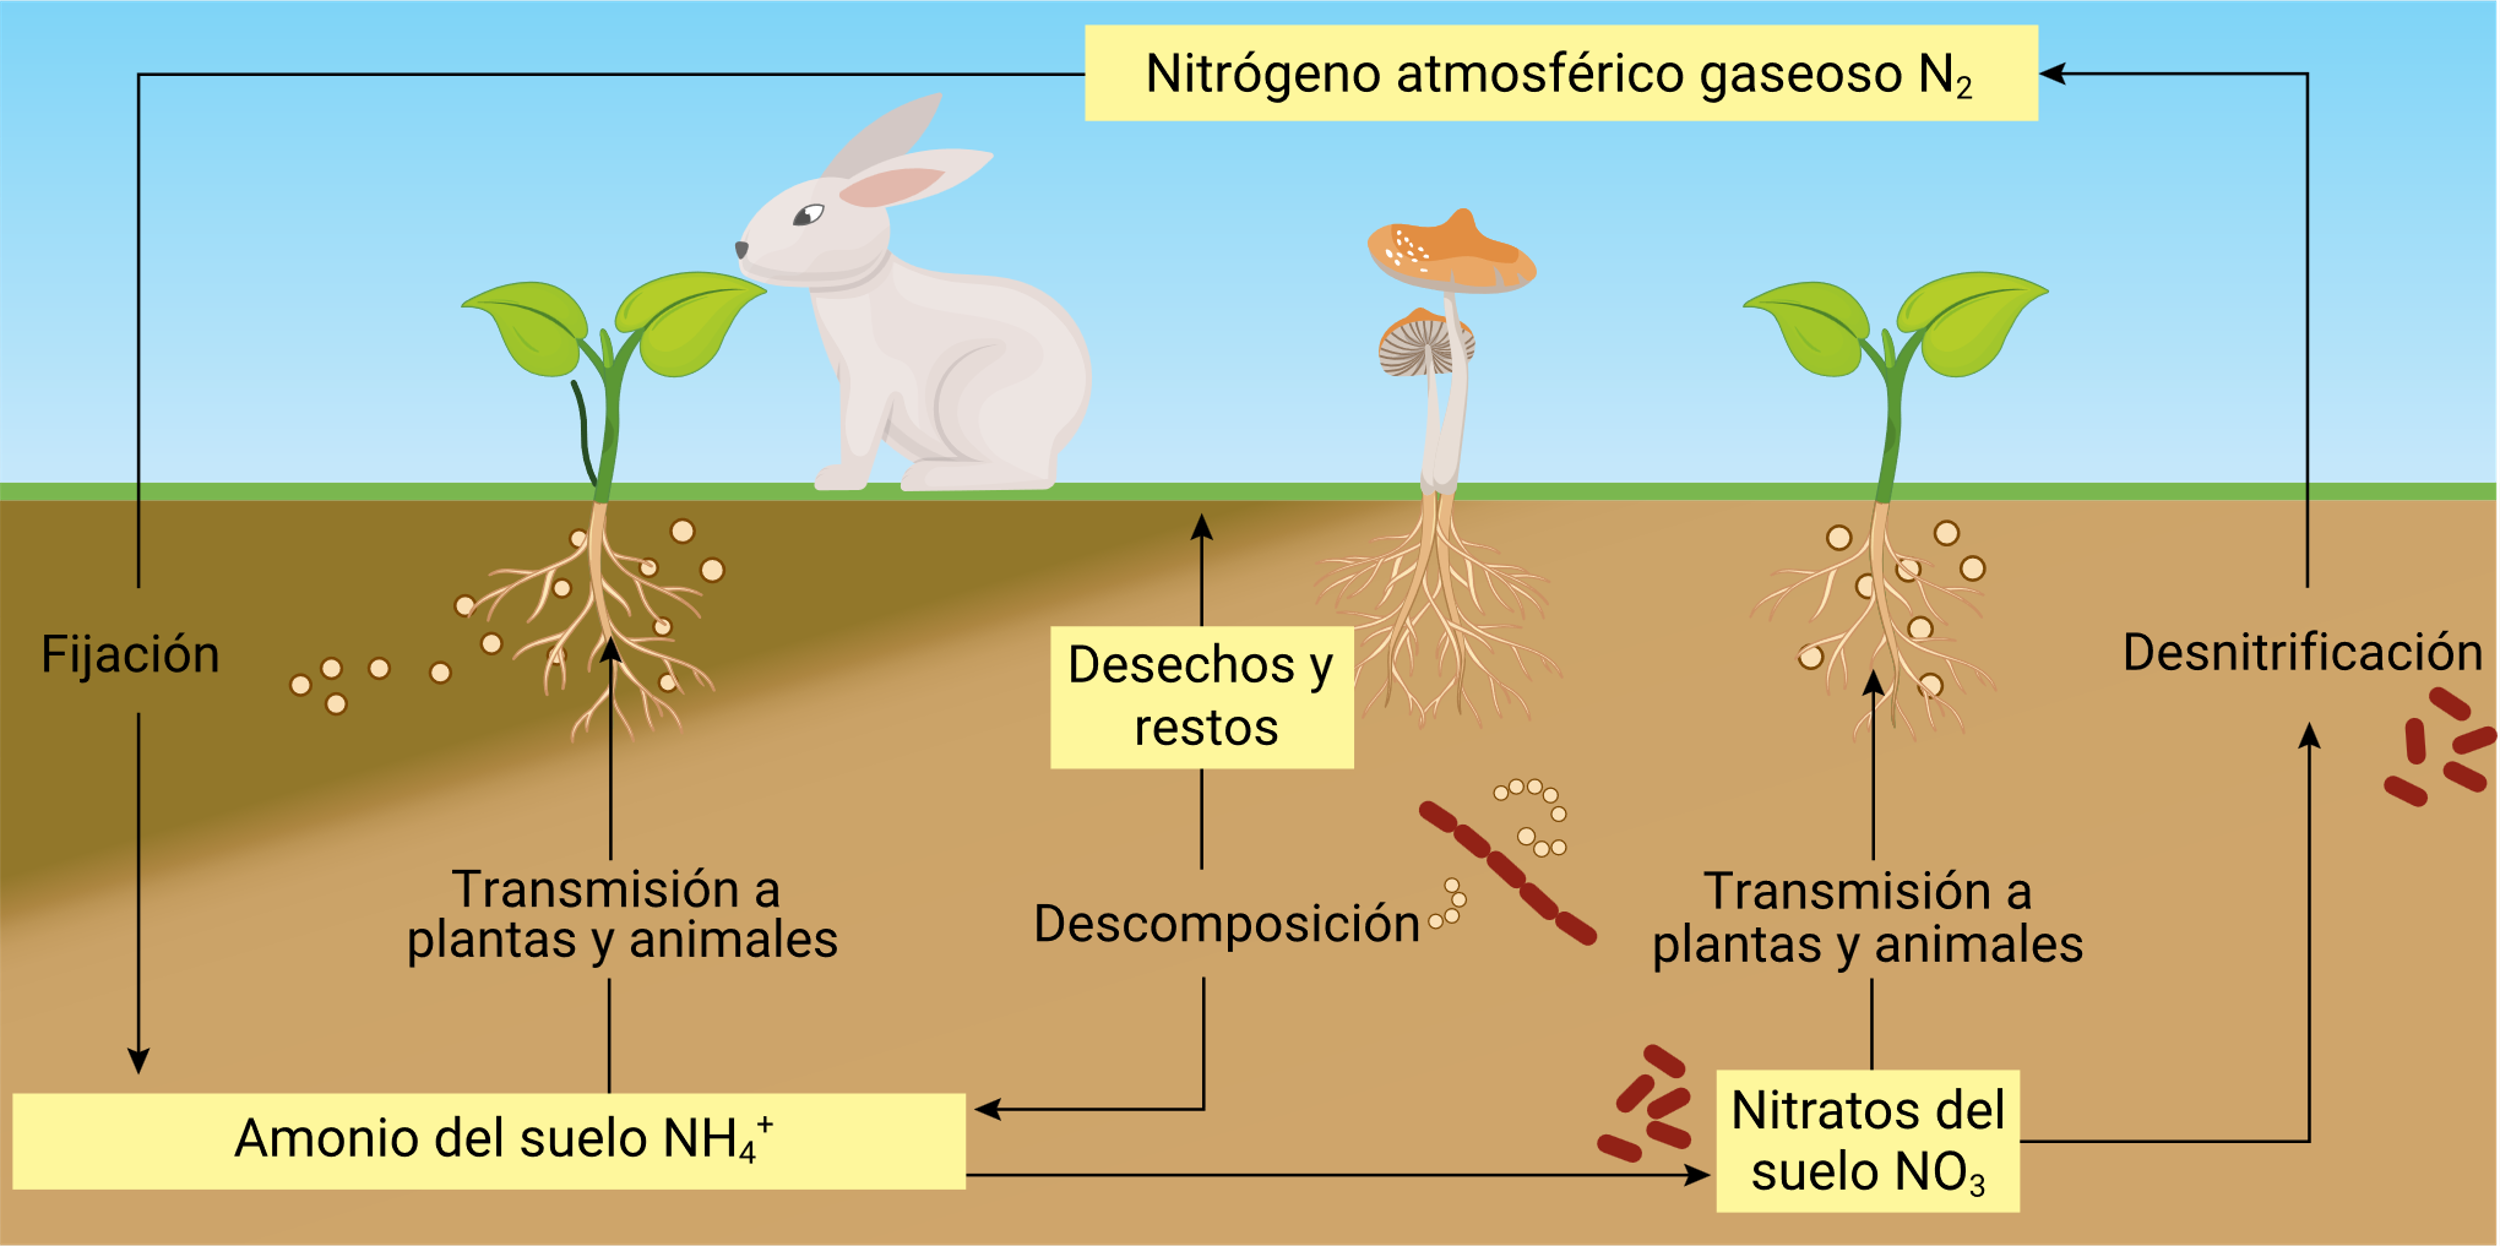 Nitrógeno atmosférico gaseoso N₂
Fijación
Desechos y
restos
Desnitrificación
Transmisión a
plantas y animales
Descomposición
Transmisión a
plantas y animales
Amonio del suelo NH₄⁺
Nitratos del
suelo NO₃